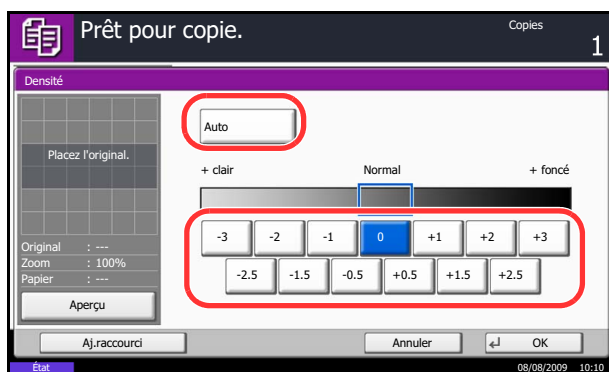 Prêt pour copie.
Copies
1
Densité
Placez l'original.
Original : ---
Zoom : 100%
Papier : ---
Aperçu
Auto
+ clair Normal + foncé
-3 -2 -1 0 +1 +2 +3
-2.5 -1.5 -0.5 +0.5 +1.5 +2.5
Aj.raccourci
Annuler
OK
État
08/08/2009 10:10